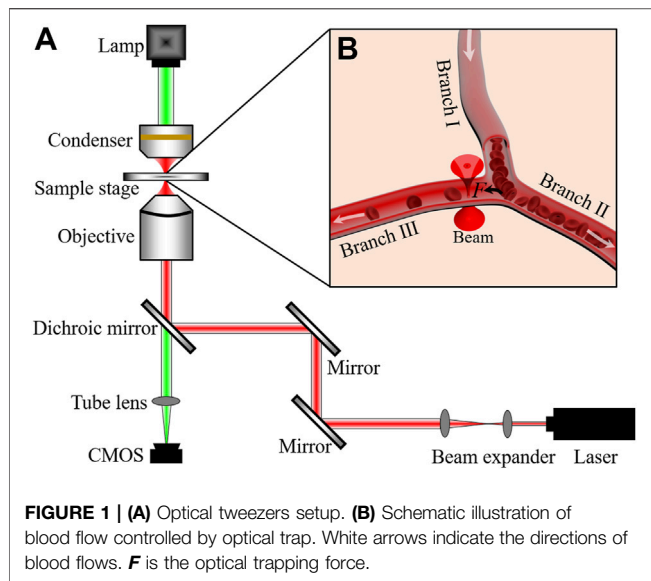 A
Lamp
Condenser
Sample stage
Objective
Dichroic mirror
Tube lens
CMOS
Mirror
Mirror
Beam expander
Laser
B
Branch I
Branch II
Branch III
F
Beam
FIGURE 1 | (A) Optical tweezers setup. (B) Schematic illustration of
blood flow controlled by optical trap. White arrows indicate the directions of
blood flows. F is the optical trapping force.